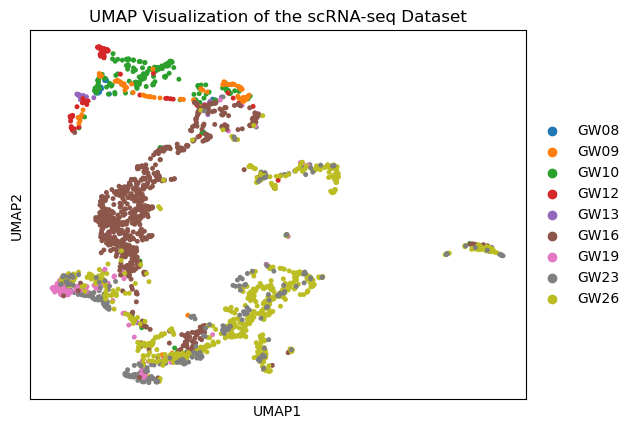 UMAP Visualization of the scRNA-seq Dataset
UMAP2
UMAP1
GW08
GW09
GW10
GW12
GW13
GW16
GW19
GW23
GW26